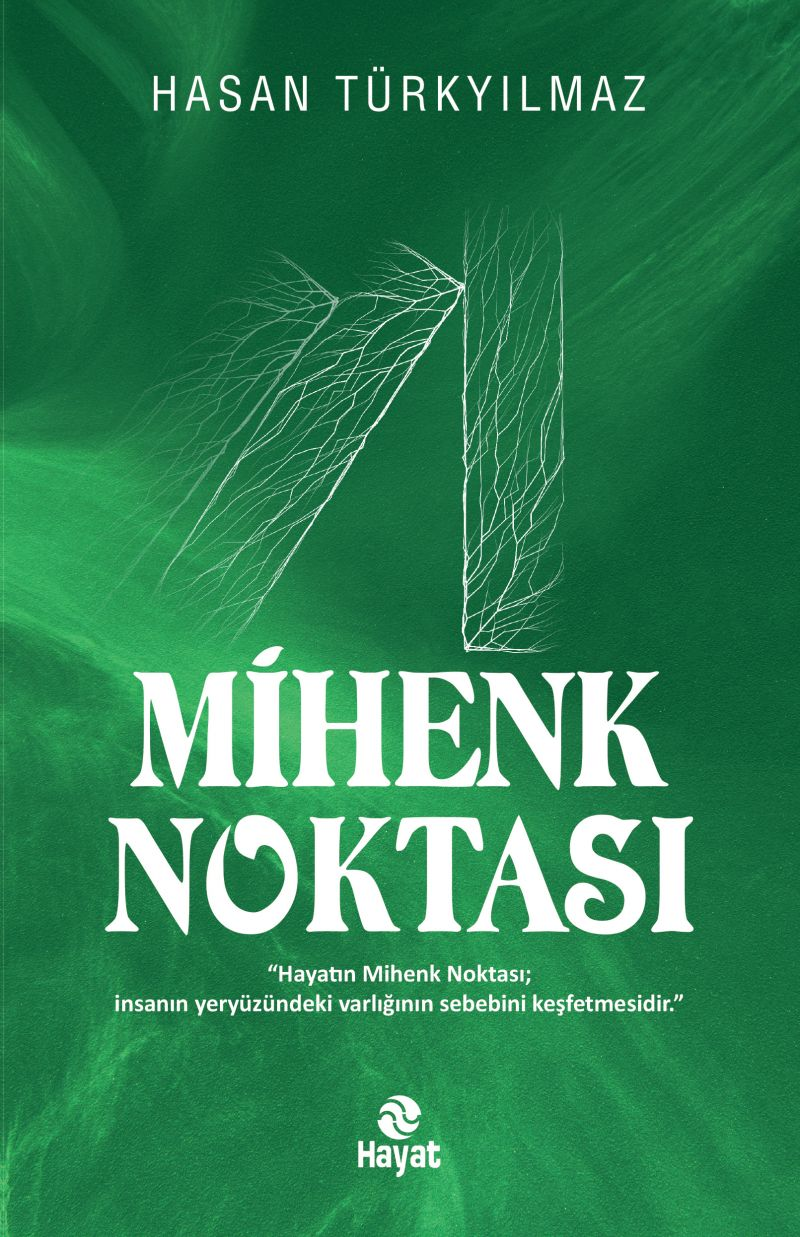 HASAN TÜRKYILMAZ
MİHENK
NOKTASI
“Hayatın Mihenk Noktası;
insanın yeryüzündeki varlığının sebebini keşfetmesidir.”
Hayat